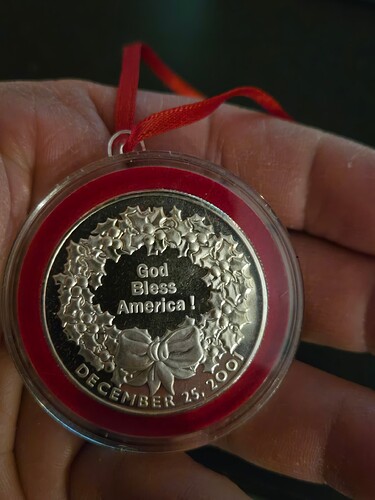 God
Bless
America!
DECEMBER 25, 2001